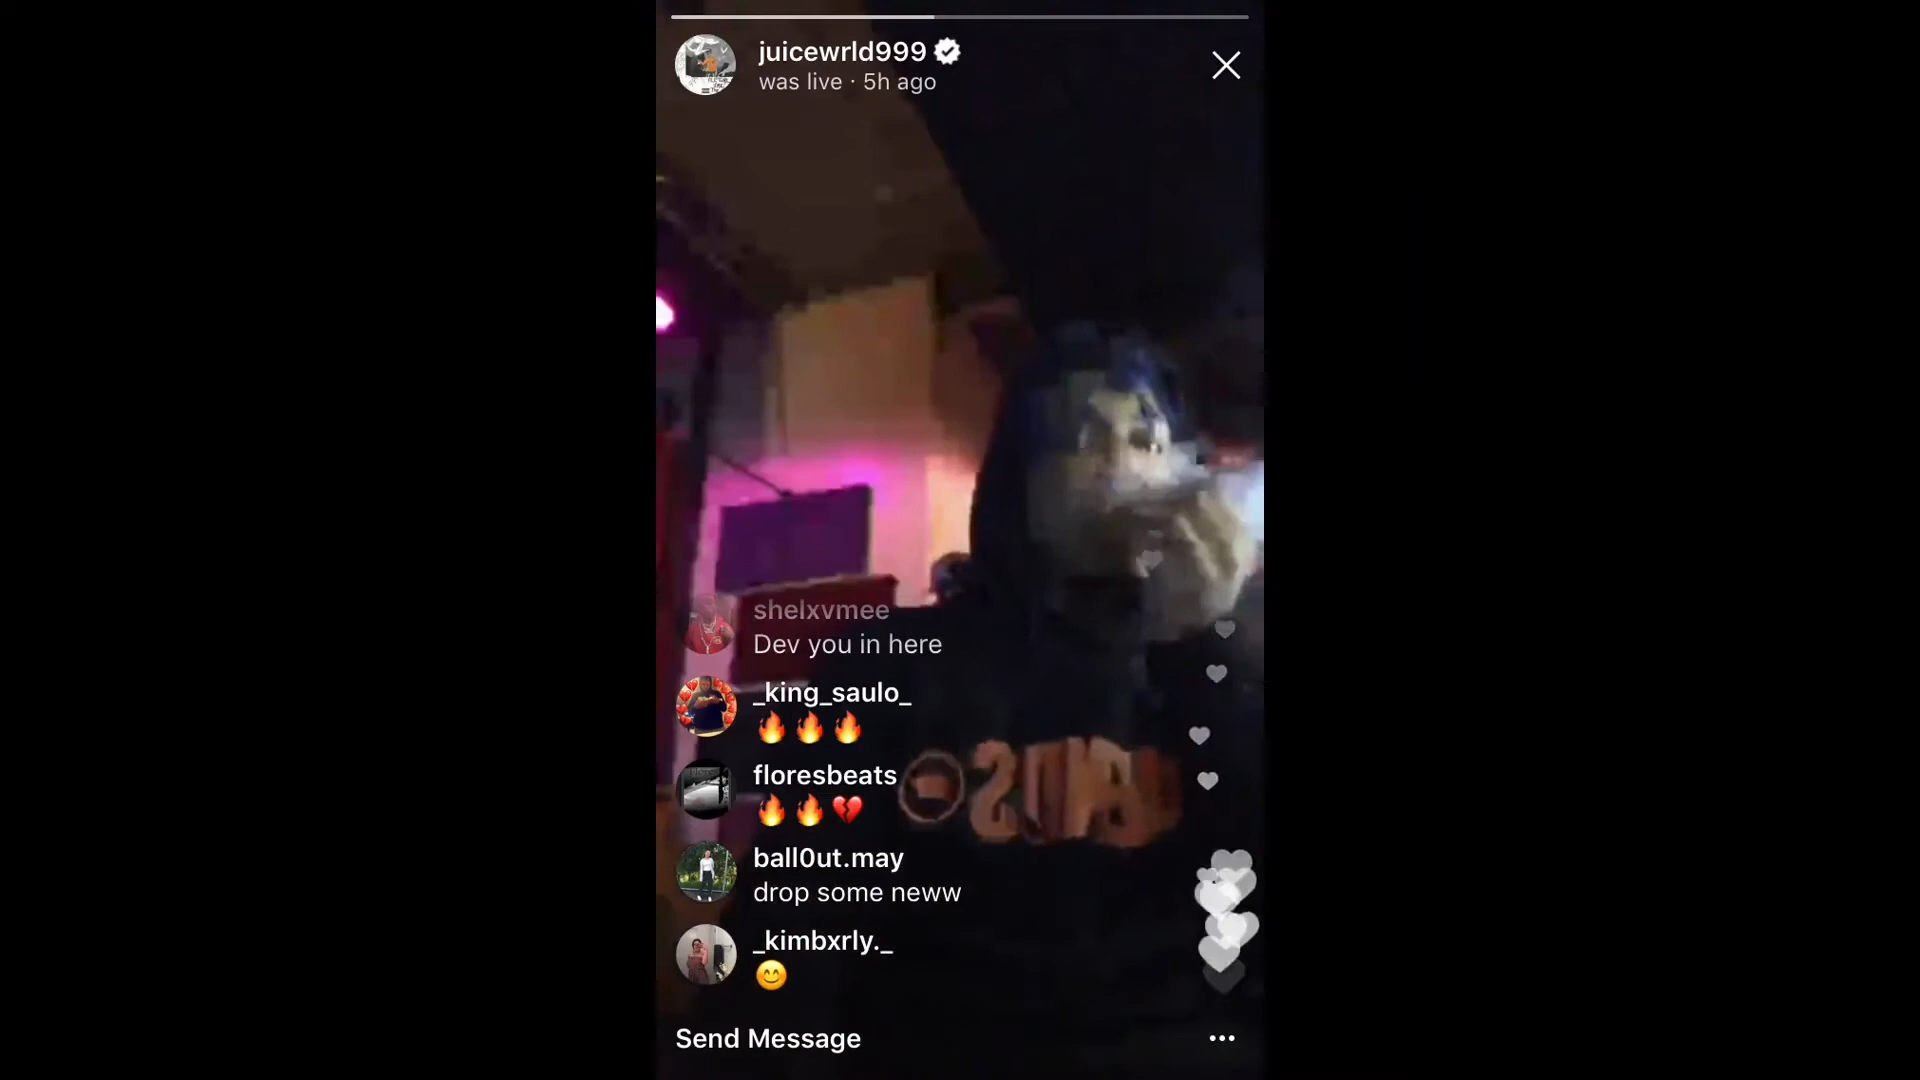 juicewrld999
was live · 5h ago
shelxvmee
Dev you in here
_king_saulo_
🔥🔥🔥
floresbeats
🔥🔥💔
ball0ut.may
drop some neww
_kimbxrly._
😊
Send Message